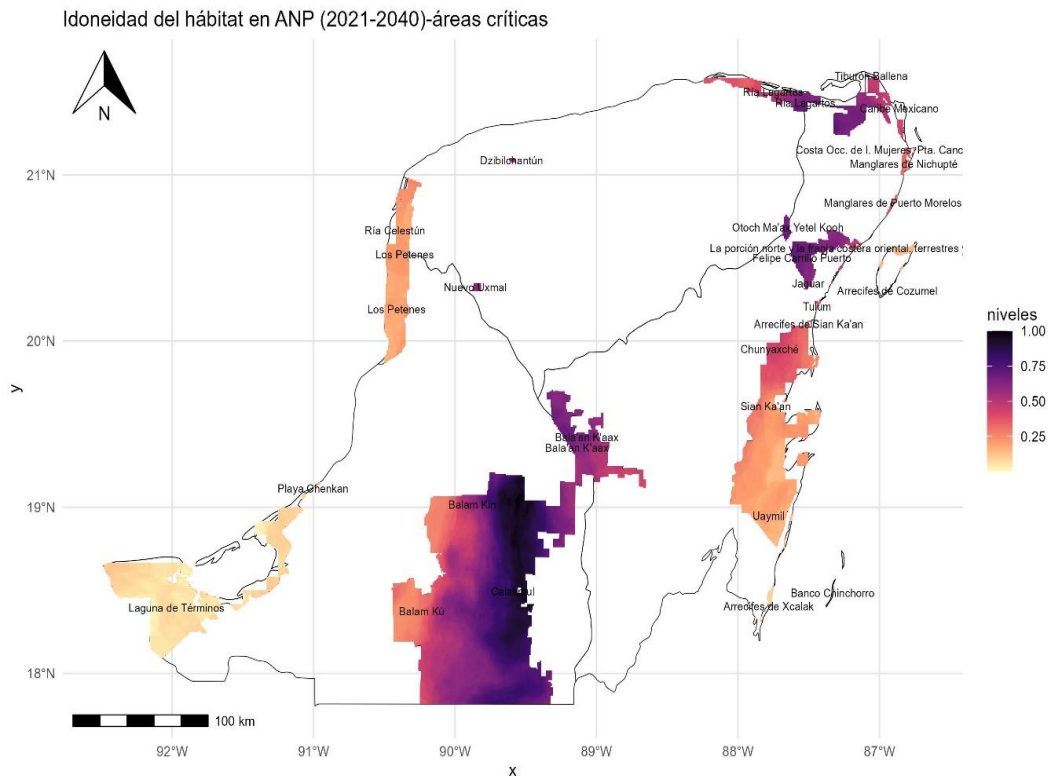 Idoneidad del hábitat en ANP (2021-2040)-áreas críticas
N
Tiburón Ballena
Ría Lagartos
Ría Lagartos
Caribe Mexicano
Costa Occ. de I. Mujeres, Pta. Canc
Dzibilchantún
Manglares de Nichupté
21°N
Manglares de Puerto Morelos
Ría Celestún
Otoch Ma'ax Yetel Kooh
La porción norte y la franja costera oriental, terrestres y
Los Petenes
Felipe Carrillo Puerto
Nuevo Uxmal
Jaguar
Arrecifes de Cozumel
Los Petenes
Tulum
Arrecifes de Sian Ka'an
20°N
Chunyaxché
niveles
1.00
0.75
0.50
0.25
y
Sian Ka'an
Bala'an K'aax
Bala'an K'aax
Playa Chenkan
19°N
Balam Kin
Uaymil
Calakmul
Banco Chinchorro
Laguna de Términos
Balam Kú
Arrecifes de Xcalak
18°N
100 km
92°W
91°W
90°W
89°W
88°W
87°W
x